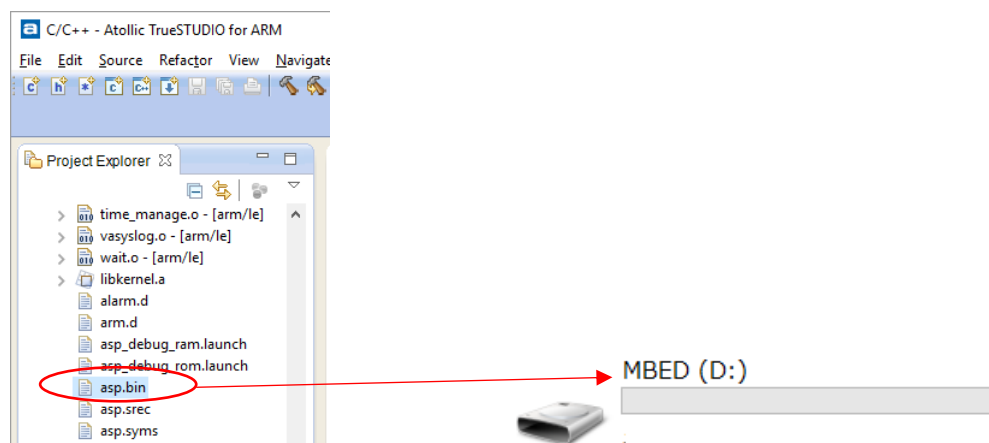 C/C++ - Atollic TrueSTUDIO for ARM
File Edit Source Refactor View Navigate
Project Explorer
time_manage.o - [arm/le]
vasyslog.o - [arm/le]
wait.o - [arm/le]
libkernel.a
alarm.d
arm.d
asp_debug_ram.launch
asp_debug_rom.launch
asp.bin
asp.srec
asp.syms
MBED (D:)